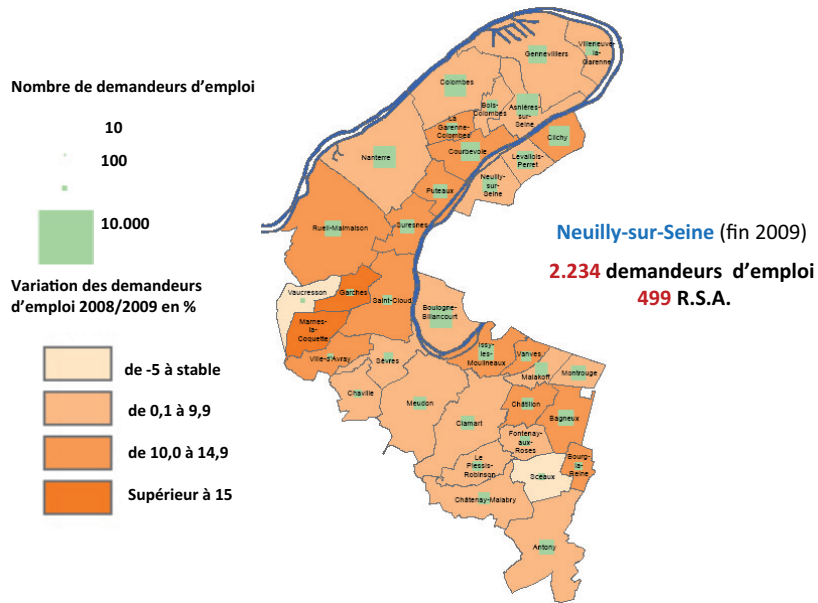 Nombre de demandeurs d'emploi
10
100
10.000
Variation des demandeurs
d'emploi 2008/2009 en %
de -5 à stable
de 0,1 à 9,9
de 10,0 à 14,9
Supérieur à 15
Villeneuve-
la-
Garenne
Gennevilliers
Colombes
Bois-
Colombes
Asnières-
sur-
Seine
La
Garenne-
Colombes
Clichy
Courbevoie
Levallois-
Perret
Nanterre
Neuilly-
sur-
Seine
Puteaux
Suresnes
Rueil-Malmaison
Vaucresson
Garches
Saint-Cloud
Marnes-
la-
Coquette
Boulogne-
Billancourt
Ville-d'Avray
Sèvres
Issy-
les-
Moulineaux
Vanves
Malakoff
Montrouge
Chaville
Meudon
Clamart
Châtillon
Bagneux
Fontenay-
aux-
Roses
Le
Plessis-
Robinson
Sceaux
Bourg-
la-
Reine
Châtenay-Malabry
Antony
Neuilly-sur-Seine (fin 2009)
2.234 demandeurs d'emploi
499 R.S.A.